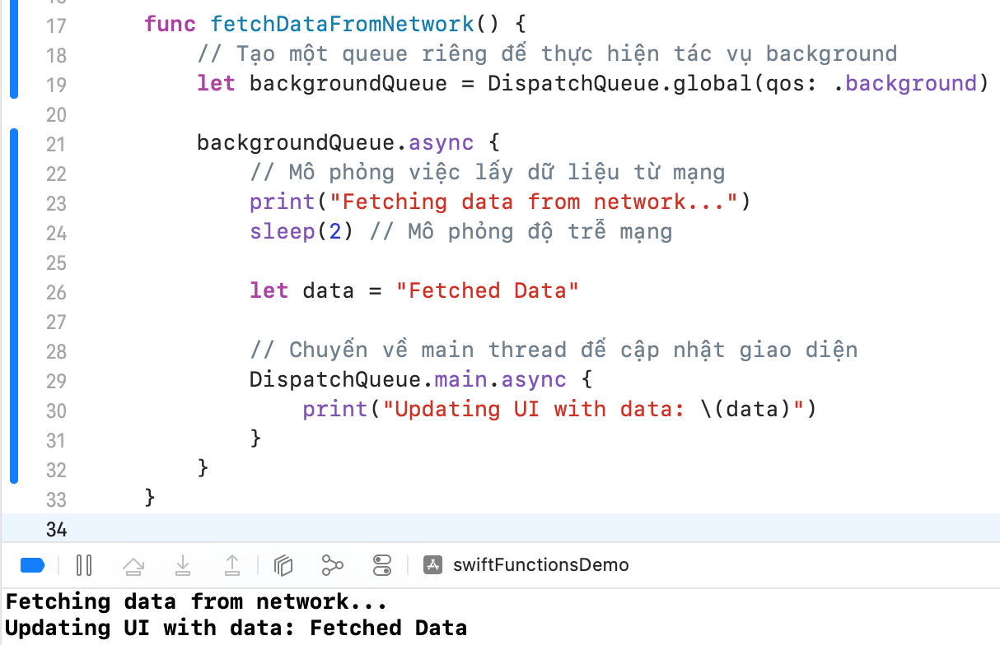 17 func fetchDataFromNetwork() {
18 // Tạo một queue riêng để thực hiện tác vụ background
19 let backgroundQueue = DispatchQueue.global(qos: .background)
20
21 backgroundQueue.async {
22 // Mô phỏng việc lấy dữ liệu từ mạng
23 print("Fetching data from network...")
24 sleep(2) // Mô phỏng độ trễ mạng
25
26 let data = "Fetched Data"
27
28 // Chuyển về main thread để cập nhật giao diện
29 DispatchQueue.main.async {
30 print("Updating UI with data: \(data)")
31 }
32 }
33 }
34
swiftFunctionsDemo
Fetching data from network...
Updating UI with data: Fetched Data